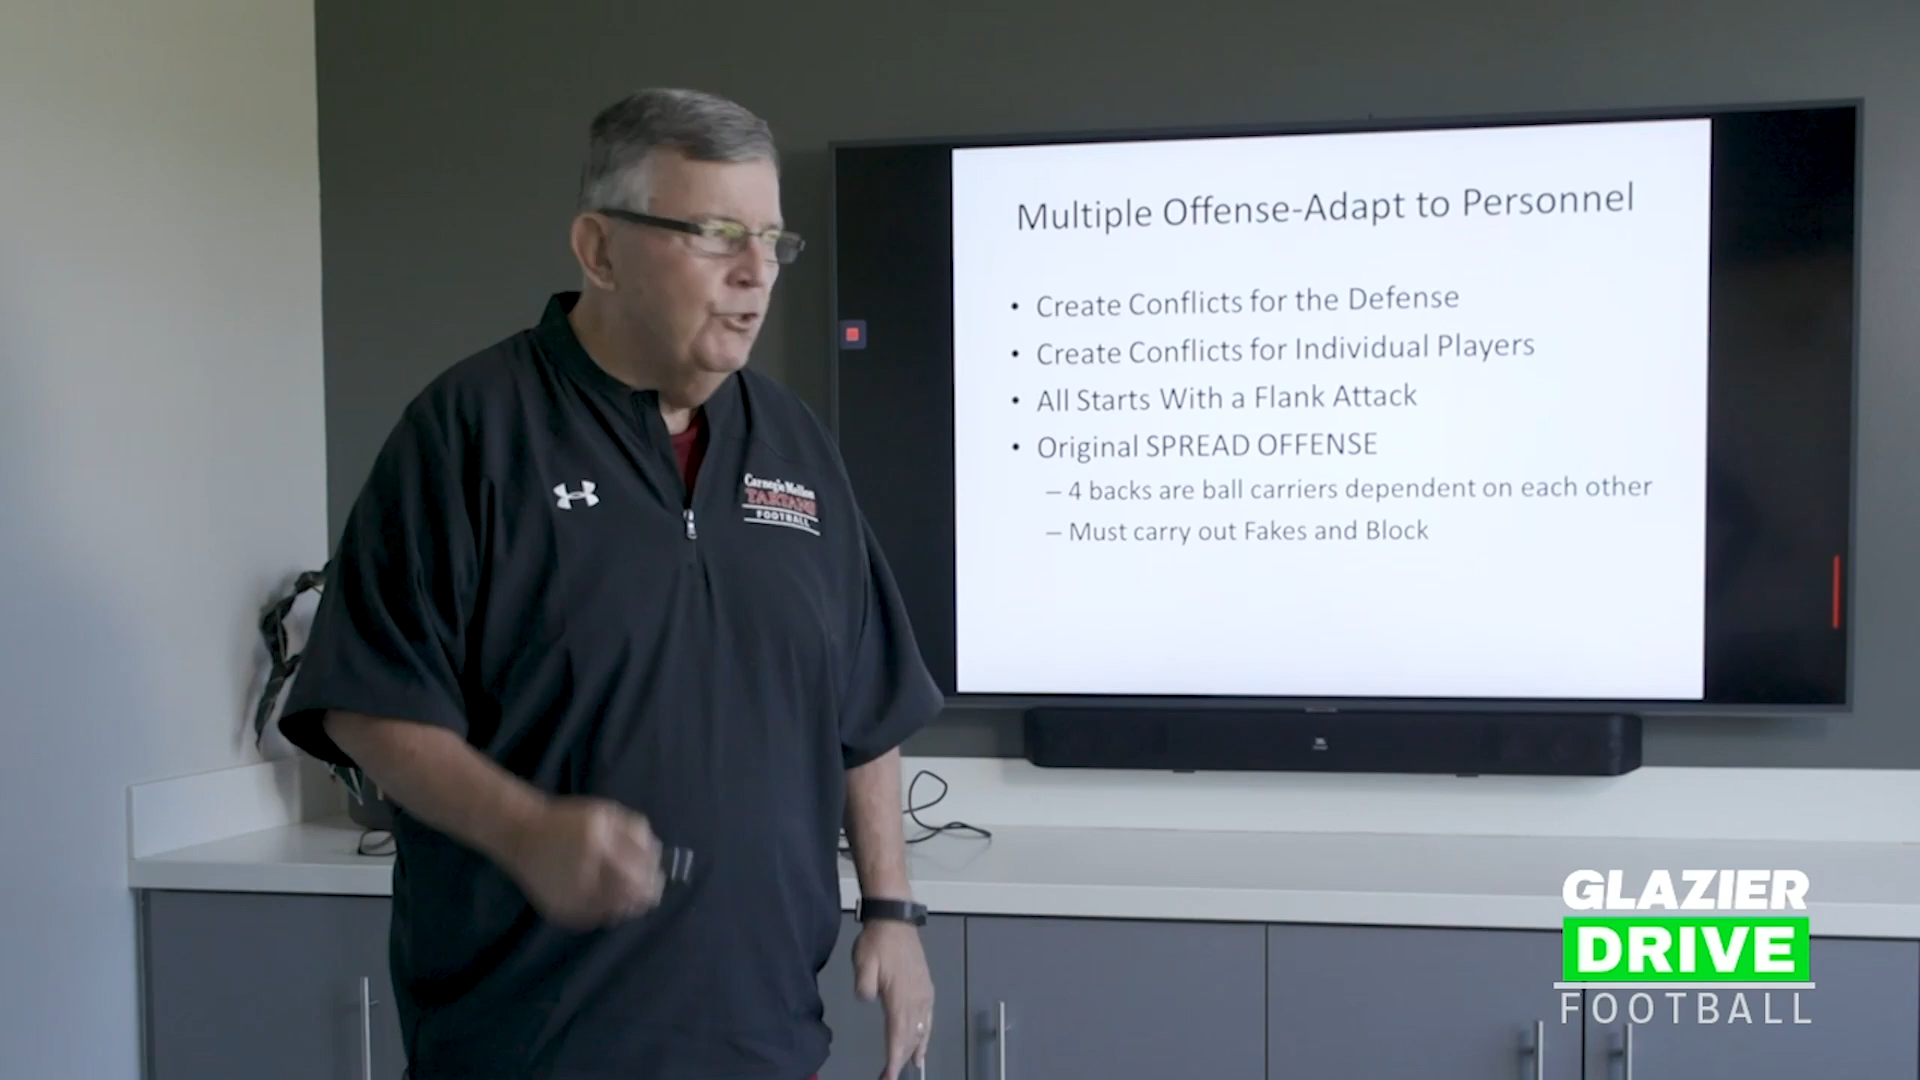 Multiple Offense-Adapt to Personnel
• Create Conflicts for the Defense
• Create Conflicts for Individual Players
• All Starts With a Flank Attack
• Original SPREAD OFFENSE
– 4 backs are ball carriers dependent on each other
– Must carry out Fakes and Block
Carnegie Mellon
TARTANS
FOOTBALL
JBL
GLAZIER
DRIVE
FOOTBALL